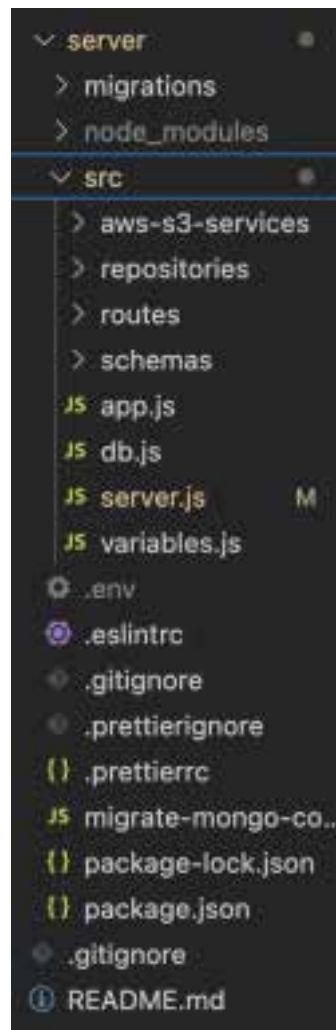 server
migrations
node_modules
src
aws-s3-services
repositories
routes
schemas
JS app.js
JS db.js
JS server.js M
JS variables.js
.env
.eslintrc
.gitignore
.prettierignore
{} .prettierrc
JS migrate-mongo-co...
{} package-lock.json
{} package.json
.gitignore
README.md